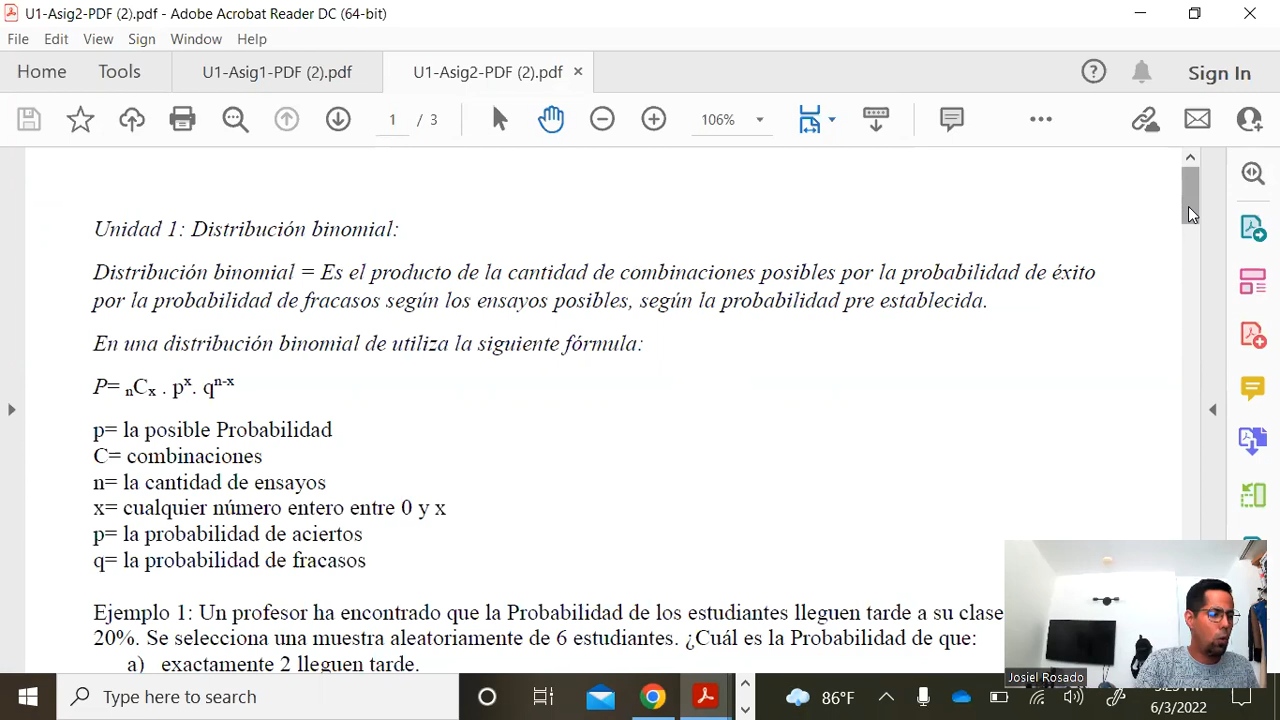 U1-Asig2-PDF (2).pdf - Adobe Acrobat Reader DC (64-bit)
File Edit View Sign Window Help
Home Tools U1-Asig1-PDF (2).pdf U1-Asig2-PDF (2).pdf × Sign In
1 / 3 106%
Unidad 1: Distribución binomial:
Distribución binomial = Es el producto de la cantidad de combinaciones posibles por la probabilidad de éxito
por la probabilidad de fracasos según los ensayos posibles, según la probabilidad pre establecida.
En una distribución binomial de utiliza la siguiente fórmula:
P= ₙCₓ . pˣ. qⁿ⁻ˣ
p= la posible Probabilidad
C= combinaciones
n= la cantidad de ensayos
x= cualquier número entero entre 0 y x
p= la probabilidad de aciertos
q= la probabilidad de fracasos
Ejemplo 1: Un profesor ha encontrado que la Probabilidad de los estudiantes lleguen tarde a su clase
20%. Se selecciona una muestra aleatoriamente de 6 estudiantes. ¿Cuál es la Probabilidad de que:
a) exactamente 2 lleguen tarde.
Josiel Rosado
Type here to search
86°F
6/3/2022